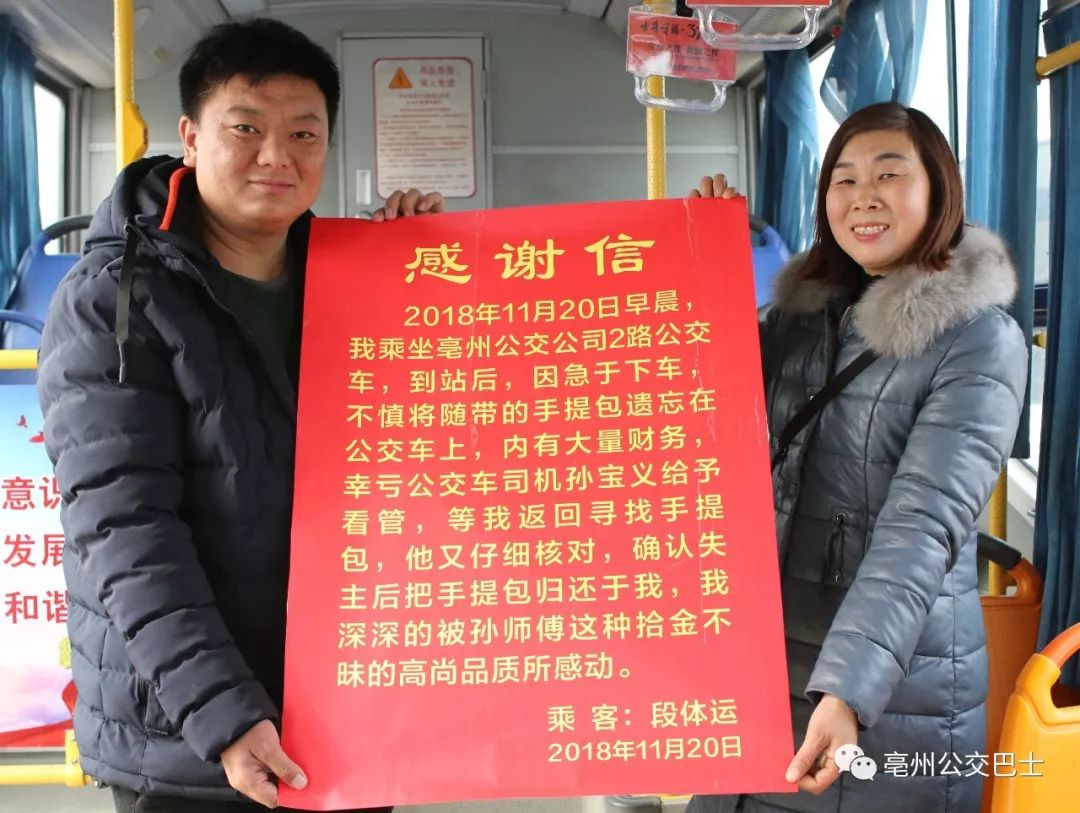 感谢信
2018年11月20日早晨，
我乘坐亳州公交公司2路公交
车，到站后，因急于下车，
不慎将随带的手提包遗忘在
公交车上，内有大量财务，
幸亏公交车司机孙宝义给予
看管，等我返回寻找手提
包，他又仔细核对，确认失
主后把手提包归还于我，我
深深的被孙师傅这种拾金不
昧的高尚品质所感动。
乘 客：段体运
2018年11月20日
意识
发展
和谐
亳州公交巴士